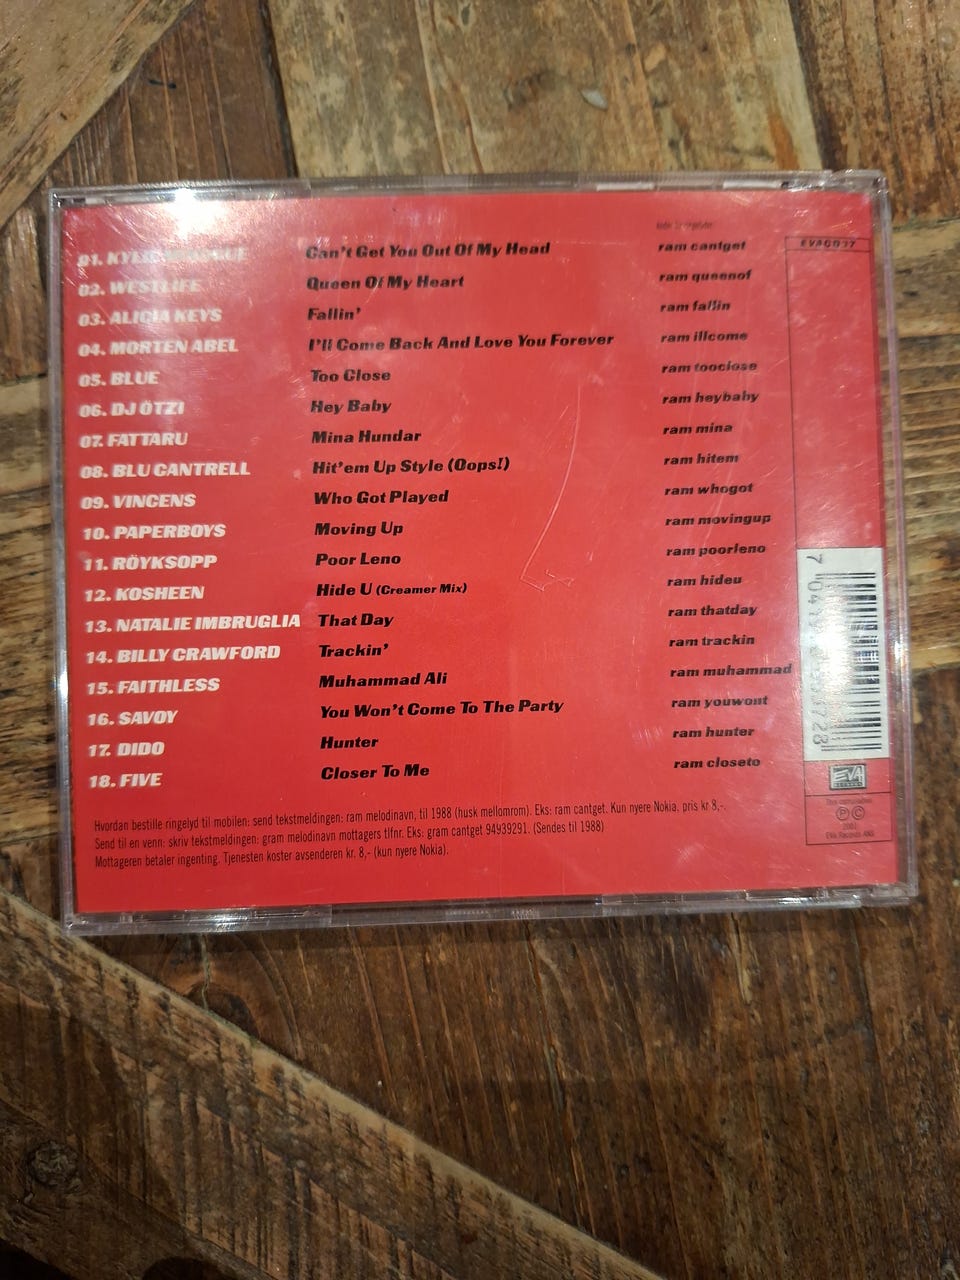 EVACD37
01. KYLIE MINOGUE Can't Get You Out Of My Head ram cantget
02. WESTLIFE Queen Of My Heart ram queenof
03. ALICIA KEYS Fallin' ram fallin
04. MORTEN ABEL I'll Come Back And Love You Forever ram illcome
05. BLUE Too Close ram tooclose
06. DJ ÖTZI Hey Baby ram heybaby
07. FATTARU Mina Hundar ram mina
08. BLU CANTRELL Hit'em Up Style (Oops!) ram hitem
09. VINCENS Who Got Played ram whogot
10. PAPERBOYS Moving Up ram movingup
11. RÖYKSOPP Poor Leno ram poorleno
12. KOSHEEN Hide U (Creamer Mix) ram hideu
13. NATALIE IMBRUGLIA That Day ram thatday
14. BILLY CRAWFORD Trackin' ram trackin
15. FAITHLESS Muhammad Ali ram muhammad
16. SAVOY You Won't Come To The Party ram youwont
17. DIDO Hunter ram hunter
18. FIVE Closer To Me ram closeto
Hvordan bestille ringelyd til mobilen: send tekstmeldingen: ram melodinavn, til 1988 (husk mellomrom). Eks: ram cantget. Kun nyere Nokia. pris kr 8,-.
Send til en venn: skriv tekstmeldingen: gram melodinavn mottagers tlfnr. Eks: gram cantget 94939291. (Sendes til 1988)
Mottageren betaler ingenting. Tjenesten koster avsenderen kr. 8,- (kun nyere Nokia).
EVA
RECORDS
This compilation
Ⓟ ©
2001
EVA Records ANS